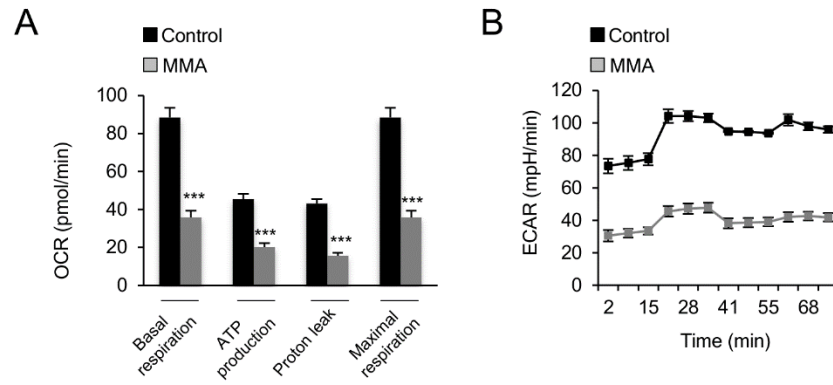 A
Control
MMA
100
80
60
40
20
0
OCR (pmol/min)
***
***
***
***
Basal
respiration
ATP
production
Proton leak
Maximal
respiration
B
Control
MMA
120
100
80
60
40
20
0
ECAR (mpH/min)
2 15 28 41 55 68
Time (min)